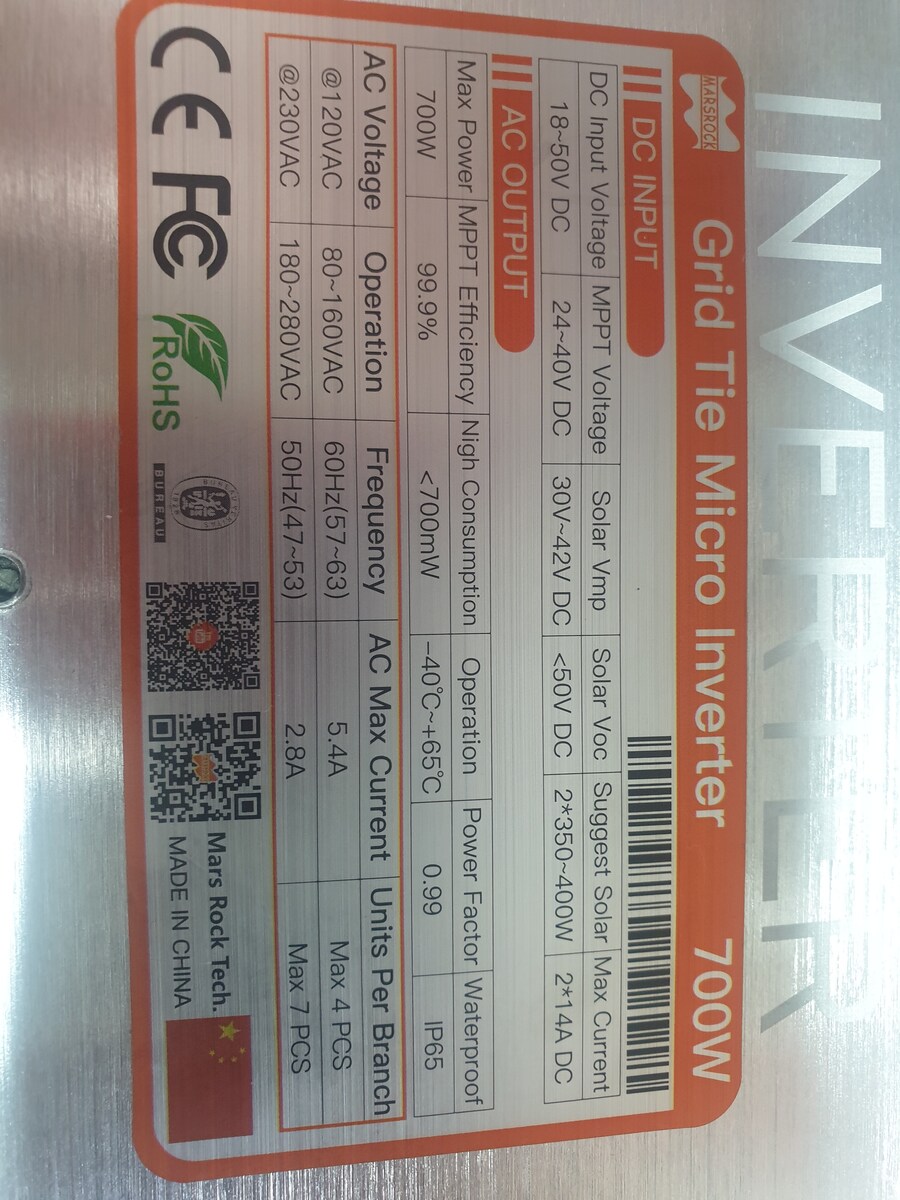 INVERTER
MARSROCK
Grid Tie Micro Inverter 700W
DC INPUT
DC Input Voltage MPPT Voltage Solar Vmp Solar Voc Suggest Solar Max Current
18~50V DC 24~40V DC 30V~42V DC <50V DC 2*350~400W 2*14A DC
AC OUTPUT
Max Power MPPT Efficiency Nigh Consumption Operation Power Factor Waterproof
700W 99.9% <700mW -40℃~+65℃ 0.99 IP65
AC Voltage Operation Frequency AC Max Current Units Per Branch
@120VAC 80~160VAC 60Hz(57~63) 5.4A Max 4 PCS
@230VAC 180~280VAC 50Hz(47~53) 2.8A Max 7 PCS
CE FC RoHS
BUREAU
Mars Rock Tech.
MADE IN CHINA